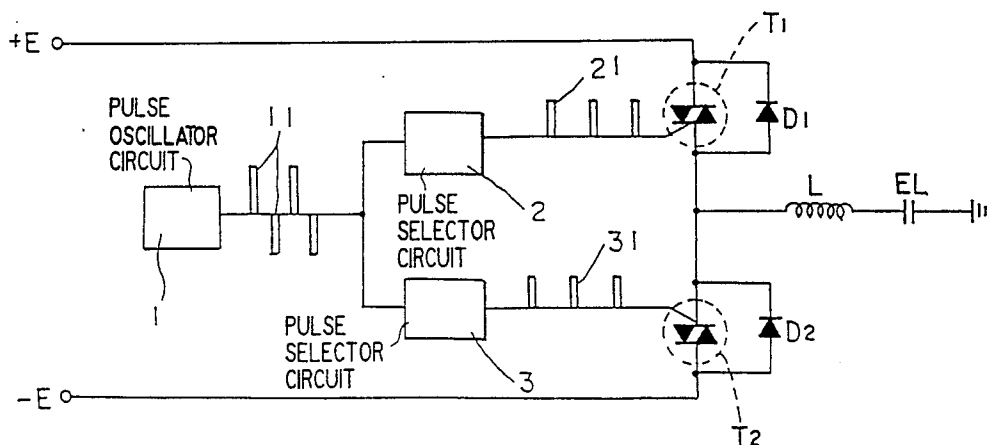 +E
T1
21
PULSE
OSCILLATOR
CIRCUIT
11
D1
2
L
EL
PULSE
SELECTOR
CIRCUIT
1
31
PULSE
SELECTOR
CIRCUIT
3
D2
-E
T2